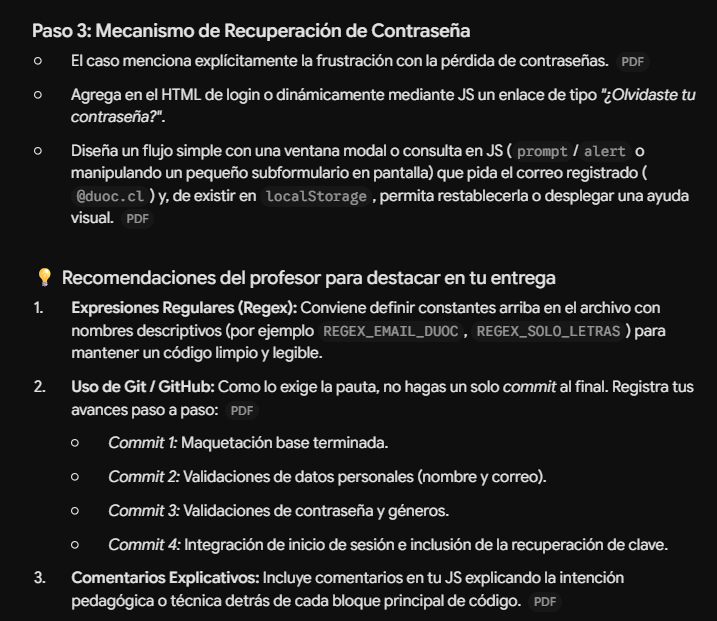 Paso 3: Mecanismo de Recuperación de Contraseña
○ El caso menciona explícitamente la frustración con la pérdida de contraseñas. PDF
○ Agrega en el HTML de login o dinámicamente mediante JS un enlace de tipo "¿Olvidaste tu
contraseña?".
○ Diseña un flujo simple con una ventana modal o consulta en JS ( prompt / alert o
manipulando un pequeño subformulario en pantalla) que pida el correo registrado (
@duoc.cl ) y, de existir en localStorage , permita restablecerla o desplegar una ayuda
visual. PDF
💡 Recomendaciones del profesor para destacar en tu entrega
1. Expresiones Regulares (Regex): Conviene definir constantes arriba en el archivo con
nombres descriptivos (por ejemplo REGEX_EMAIL_DUOC , REGEX_SOLO_LETRAS ) para
mantener un código limpio y legible.
2. Uso de Git / GitHub: Como lo exige la pauta, no hagas un solo commit al final. Registra tus
avances paso a paso: PDF
○ Commit 1: Maquetación base terminada.
○ Commit 2: Validaciones de datos personales (nombre y correo).
○ Commit 3: Validaciones de contraseña y géneros.
○ Commit 4: Integración de inicio de sesión e inclusión de la recuperación de clave.
3. Comentarios Explicativos: Incluye comentarios en tu JS explicando la intención
pedagógica o técnica detrás de cada bloque principal de código. PDF